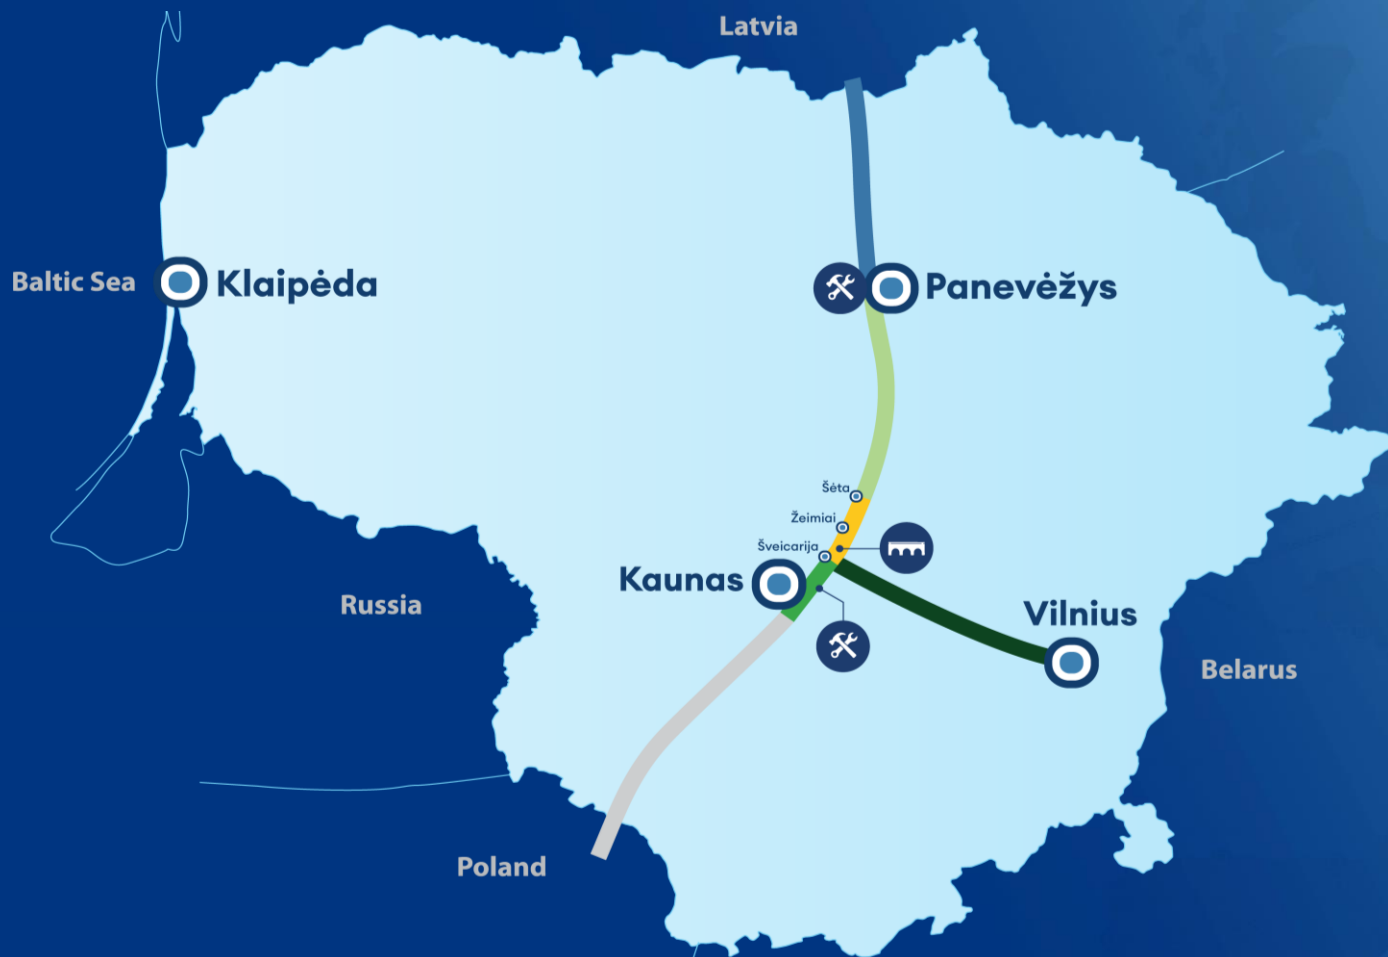 Latvia
Baltic Sea
Klaipėda
Panevėžys
Šėta
Žeimiai
Šveicarija
Kaunas
Russia
Vilnius
Belarus
Poland